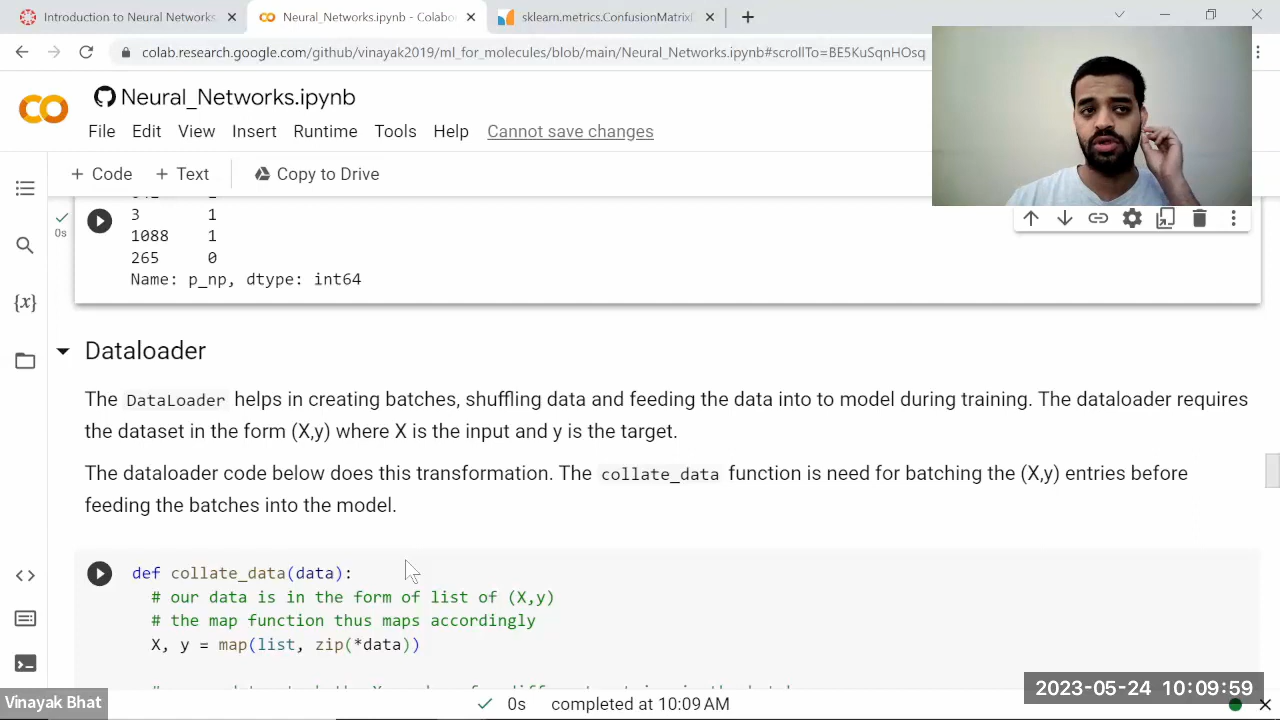 Introduction to Neural Networks.
Neural_Networks.ipynb - Colabo
sklearn.metrics.ConfusionMatrix
colab.research.google.com/github/vinayak2019/ml_for_molecules/blob/main/Neural_Networks.ipynb#scrollTo=BE5KuSqnHOsq
Neural_Networks.ipynb
File Edit View Insert Runtime Tools Help Cannot save changes
+ Code + Text Copy to Drive
0s
3 1
1088 1
265 0
Name: p_np, dtype: int64
{x}
Dataloader
The DataLoader helps in creating batches, shuffling data and feeding the data into to model during training. The dataloader requires
the dataset in the form (X,y) where X is the input and y is the target.
The dataloader code below does this transformation. The collate_data function is need for batching the (X,y) entries before
feeding the batches into the model.
def collate_data(data):
# our data is in the form of list of (X,y)
# the map function thus maps accordingly
X, y = map(list, zip(*data))
Vinayak Bhat
0s completed at 10:09 AM
2023-05-24 10:09:59